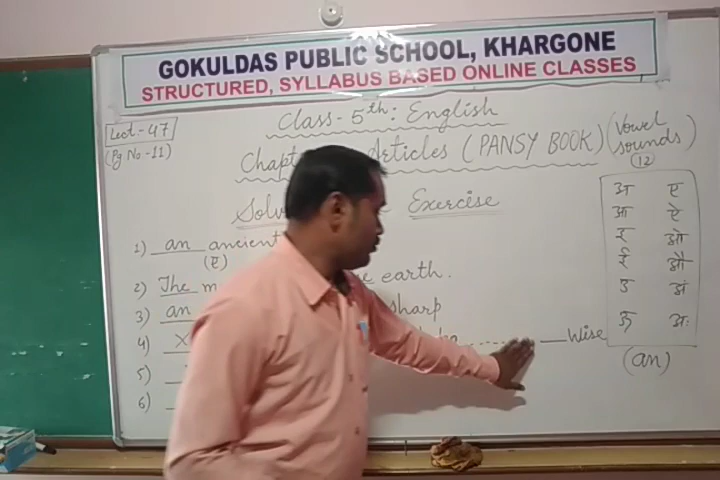 GOKULDAS PUBLIC SCHOOL, KHARGONE
STRUCTURED, SYLLABUS BASED ONLINE CLASSES
Lect.-47
(Pg No-11)
Class-5th: English
Chapt Articles (PANSY BOOK)
(Vowel sounds)
(12)
Solv Exercise
1) an ancient
(ए)
2) The m e earth.
3) an sharp
4) X Wise
5)
6)
अ ए
आ ऐ
इ ओ
ई औ
उ अं
ऊ अः
(an)